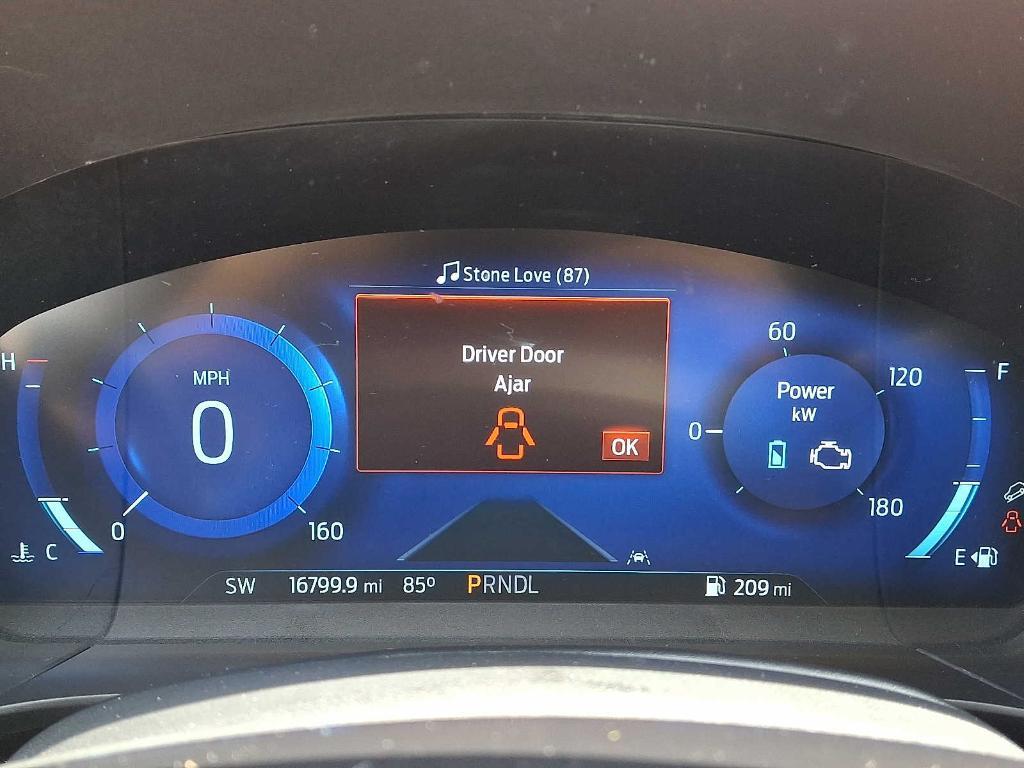 Stone Love (87)
Driver Door
Ajar
OK
H
C
MPH
0
0
160
60
120
0
180
Power
kW
F
E
SW 16799.9 mi 85º PRNDL 209 mi